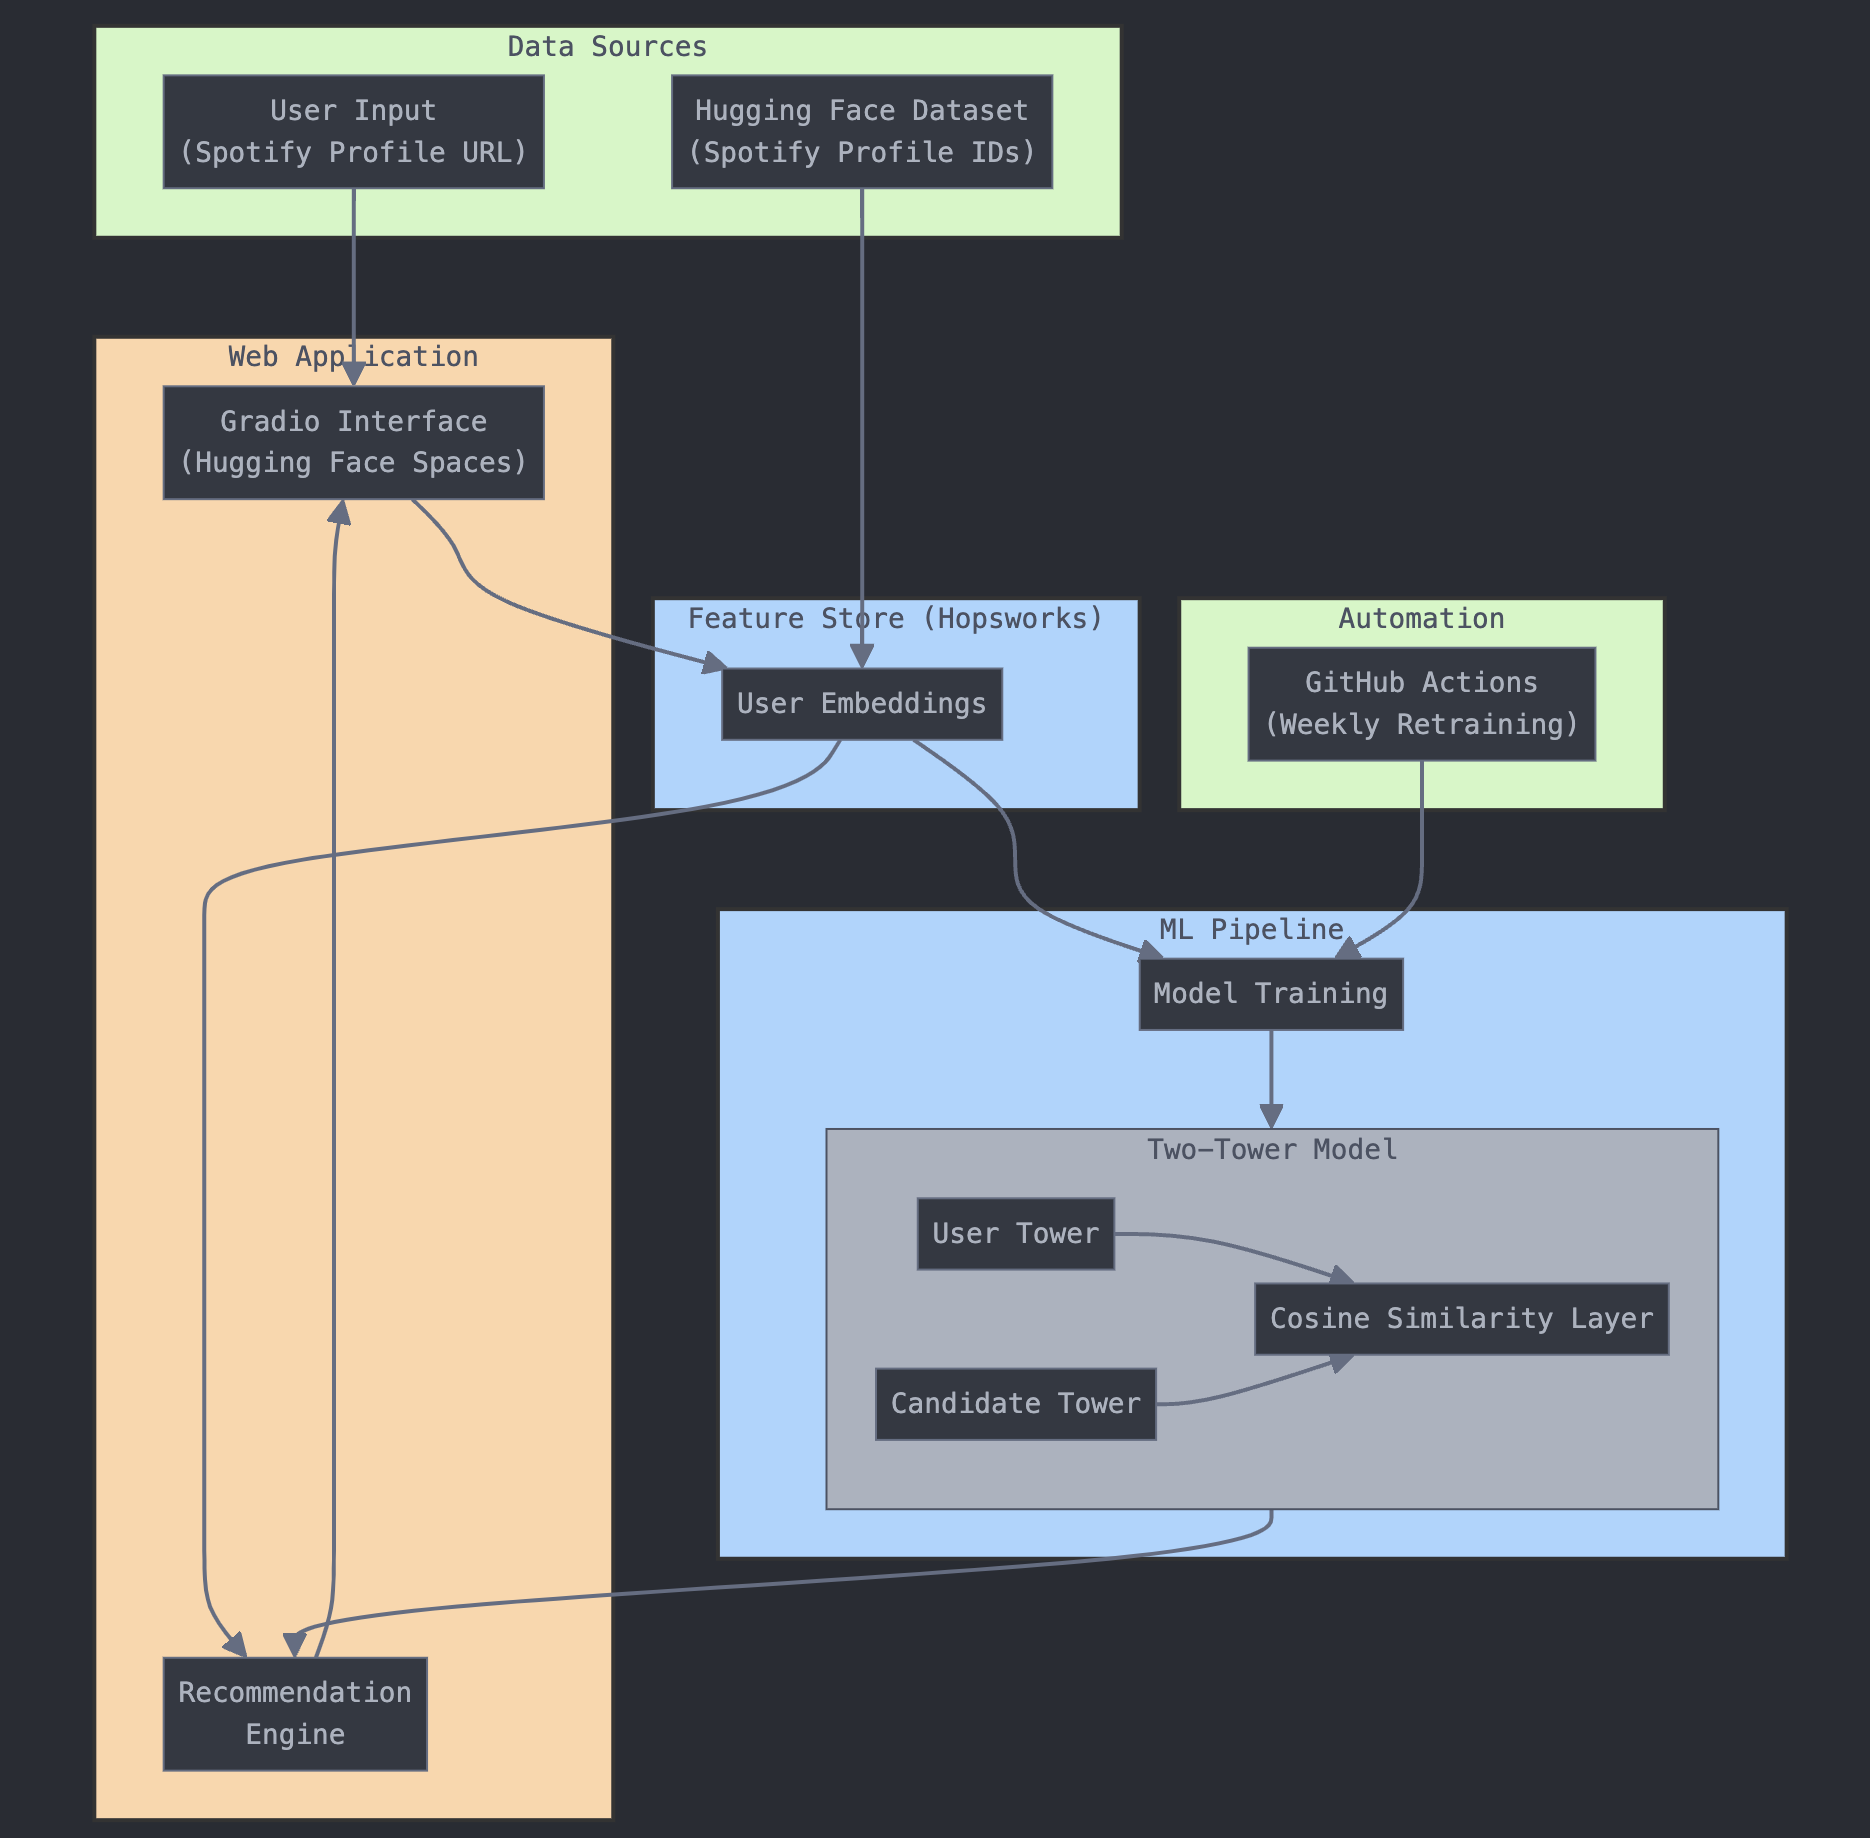 Data Sources
User Input
(Spotify Profile URL)
Hugging Face Dataset
(Spotify Profile IDs)
Web Application
Gradio Interface
(Hugging Face Spaces)
Feature Store (Hopsworks)
User Embeddings
Automation
GitHub Actions
(Weekly Retraining)
ML Pipeline
Model Training
Two-Tower Model
User Tower
Cosine Similarity Layer
Candidate Tower
Recommendation
Engine